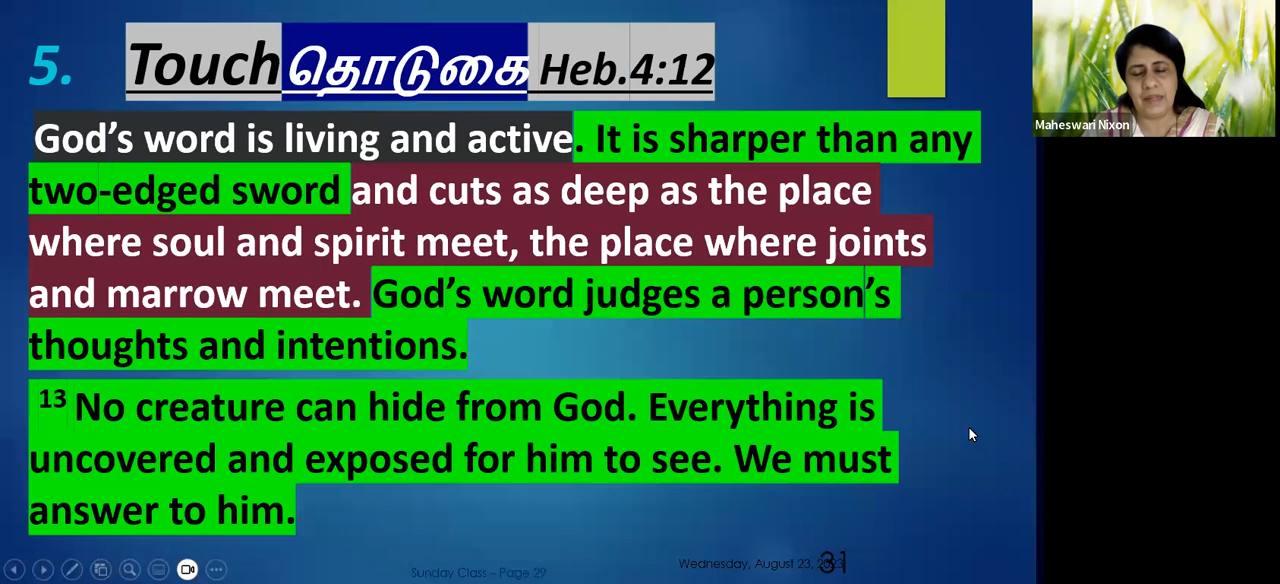 5. Touch தொடுகை Heb.4:12
God's word is living and active. It is sharper than any
two-edged sword and cuts as deep as the place
where soul and spirit meet, the place where joints
and marrow meet. God's word judges a person's
thoughts and intentions.
13 No creature can hide from God. Everything is
uncovered and exposed for him to see. We must
answer to him.
Maheswari Nixon
Sunday Class – Page 29
Wednesday, August 23,
31